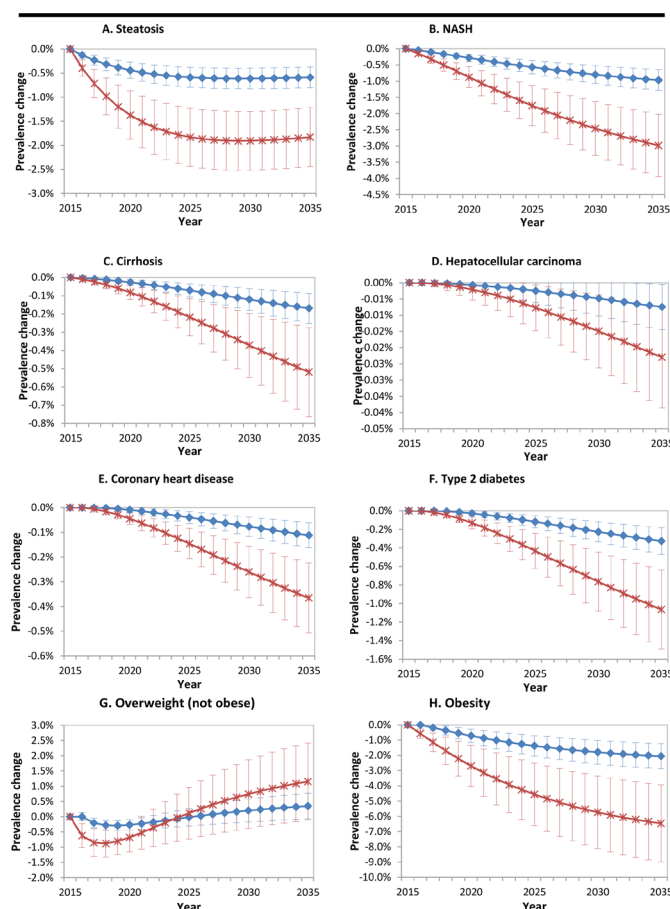 A. Steatosis
B. NASH
Prevalence change
0.0%
-0.5%
-1.0%
-1.5%
-2.0%
-2.5%
-3.0%
2015 2020 2025 2030 2035
Year
Prevalence change
0.0%
-0.5%
-1.0%
-1.5%
-2.0%
-2.5%
-3.0%
-3.5%
-4.0%
-4.5%
2015 2020 2025 2030 2035
Year
C. Cirrhosis
D. Hepatocellular carcinoma
Prevalence change
0.0%
-0.1%
-0.2%
-0.3%
-0.4%
-0.5%
-0.6%
-0.7%
-0.8%
2015 2020 2025 2030 2035
Year
Prevalence change
0.00%
-0.01%
-0.01%
-0.02%
-0.02%
-0.03%
-0.03%
-0.04%
-0.04%
-0.05%
2015 2020 2025 2030 2035
Year
E. Coronary heart disease
F. Type 2 diabetes
Prevalence change
0.0%
-0.1%
-0.2%
-0.3%
-0.4%
-0.5%
-0.6%
2015 2020 2025 2030 2035
Year
Prevalence change
0.0%
-0.2%
-0.4%
-0.6%
-0.8%
-1.0%
-1.2%
-1.4%
-1.6%
2015 2020 2025 2030 2035
Year
G. Overweight (not obese)
H. Obesity
Prevalence change
3.0%
2.5%
2.0%
1.5%
1.0%
0.5%
0.0%
-0.5%
-1.0%
-1.5%
-2.0%
2015 2020 2025 2030 2035
Year
Prevalence change
0.0%
-1.0%
-2.0%
-3.0%
-4.0%
-5.0%
-6.0%
-7.0%
-8.0%
-9.0%
-10.0%
2015 2020 2025 2030 2035
Year